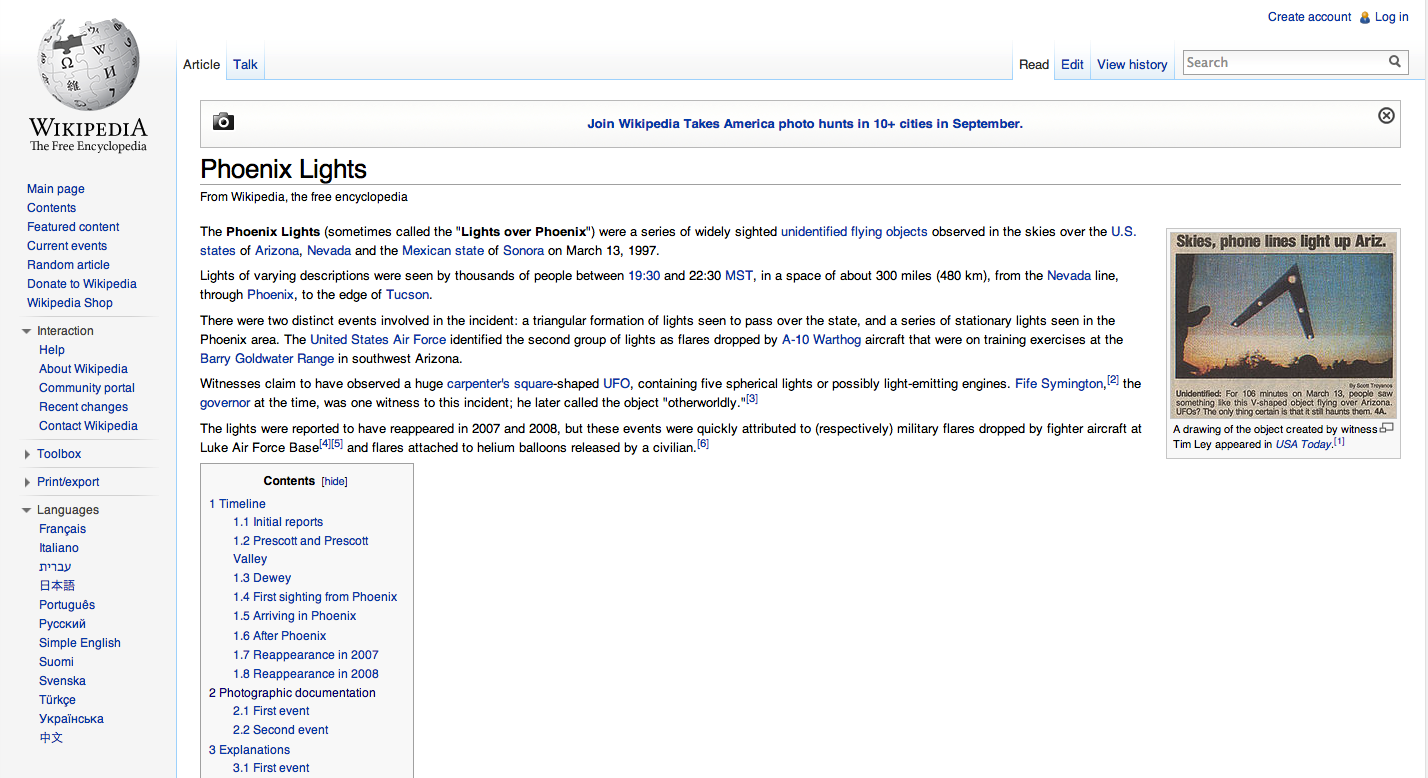 Create account Log in
WIKIPEDIA
The Free Encyclopedia
Article Talk
Read Edit View history Search
Main page
Contents
Featured content
Current events
Random article
Donate to Wikipedia
Wikipedia Shop
Interaction
Help
About Wikipedia
Community portal
Recent changes
Contact Wikipedia
Toolbox
Print/export
Languages
Français
Italiano
עברית
日本語
Português
Русский
Simple English
Suomi
Svenska
Türkçe
Українська
中文
Join Wikipedia Takes America photo hunts in 10+ cities in September.
Phoenix Lights
From Wikipedia, the free encyclopedia
The Phoenix Lights (sometimes called the "Lights over Phoenix") were a series of widely sighted unidentified flying objects observed in the skies over the U.S.
states of Arizona, Nevada and the Mexican state of Sonora on March 13, 1997.
Lights of varying descriptions were seen by thousands of people between 19:30 and 22:30 MST, in a space of about 300 miles (480 km), from the Nevada line,
through Phoenix, to the edge of Tucson.
There were two distinct events involved in the incident: a triangular formation of lights seen to pass over the state, and a series of stationary lights seen in the
Phoenix area. The United States Air Force identified the second group of lights as flares dropped by A-10 Warthog aircraft that were on training exercises at the
Barry Goldwater Range in southwest Arizona.
Witnesses claim to have observed a huge carpenter's square-shaped UFO, containing five spherical lights or possibly light-emitting engines. Fife Symington,[2] the
governor at the time, was one witness to this incident; he later called the object "otherworldly."[3]
The lights were reported to have reappeared in 2007 and 2008, but these events were quickly attributed to (respectively) military flares dropped by fighter aircraft at
Luke Air Force Base[4][5] and flares attached to helium balloons released by a civilian.[6]
Skies, phone lines light up Ariz.
By Scott Troyanos
Unidentified: For 106 minutes on March 13, people saw
something like this V-shaped object flying over Arizona.
UFOs? The only thing certain is that it still haunts them. 4A.
A drawing of the object created by witness
Tim Ley appeared in USA Today.[1]
Contents [hide]
1 Timeline
1.1 Initial reports
1.2 Prescott and Prescott
Valley
1.3 Dewey
1.4 First sighting from Phoenix
1.5 Arriving in Phoenix
1.6 After Phoenix
1.7 Reappearance in 2007
1.8 Reappearance in 2008
2 Photographic documentation
2.1 First event
2.2 Second event
3 Explanations
3.1 First event